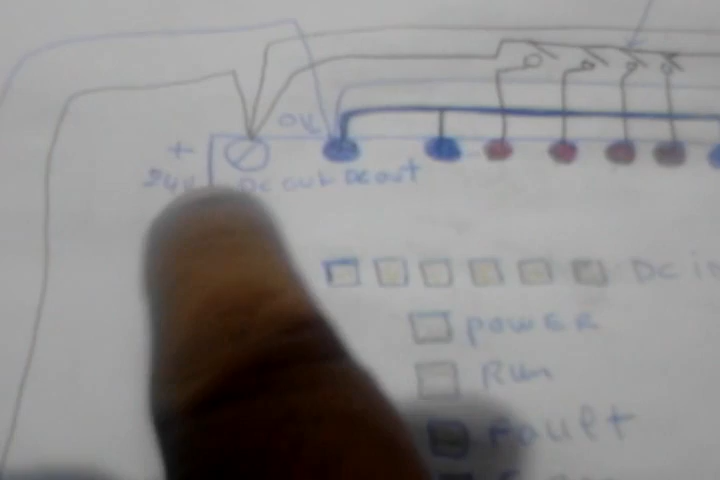 0V
+
24V DC out DC out
DC in
POWER
Run
Fault